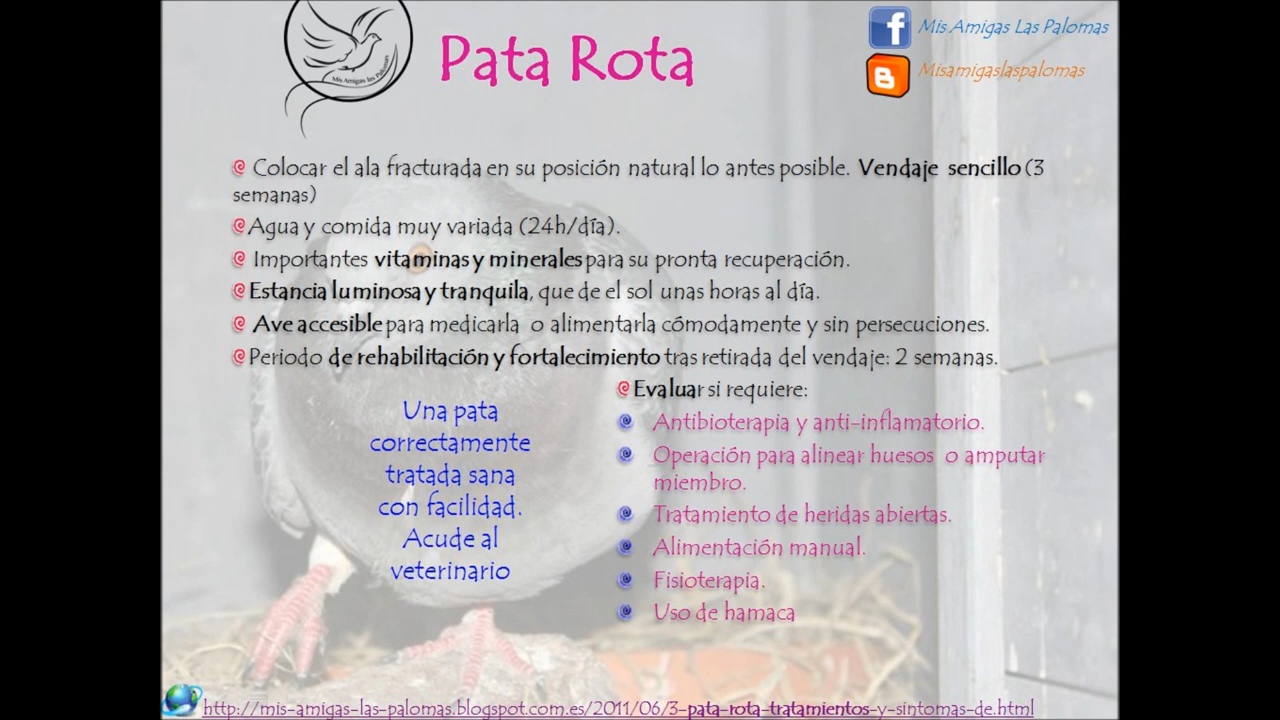 Mis Amigas las Palomas
Pata Rota
Mis Amigas Las Palomas
Misamigaslaspalomas
Colocar el ala fracturada en su posición natural lo antes posible. Vendaje sencillo (3
semanas)
Agua y comida muy variada (24h/día).
Importantes vitaminas y minerales para su pronta recuperación.
Estancia luminosa y tranquila, que de el sol unas horas al día.
Ave accesible para medicarla o alimentarla cómodamente y sin persecuciones.
Periodo de rehabilitación y fortalecimiento tras retirada del vendaje: 2 semanas.
Una pata
correctamente
tratada sana
con facilidad.
Acude al
veterinario
Evaluar si requiere:
Antibioterapia y anti-inflamatorio.
Operación para alinear huesos o amputar
miembro.
Tratamiento de heridas abiertas.
Alimentación manual.
Fisioterapia.
Uso de hamaca
http://mis-amigas-las-palomas.blogspot.com.es/2011/06/3-pata-rota-tratamientos-y-sintomas-de.html